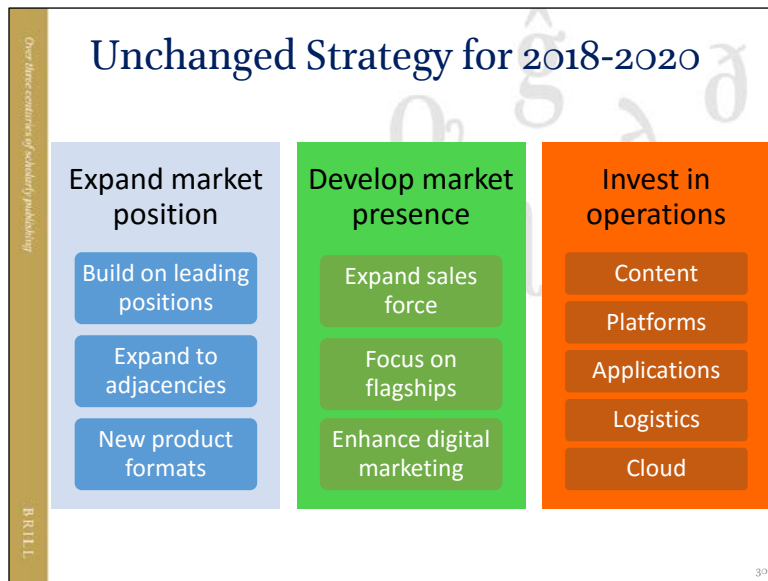 Over three centuries of scholarly publishing
BRILL
Unchanged Strategy for 2018-2020
Expand market
position
Build on leading
positions
Expand to
adjacencies
New product
formats
Develop market
presence
Expand sales
force
Focus on
flagships
Enhance digital
marketing
Invest in
operations
Content
Platforms
Applications
Logistics
Cloud
30